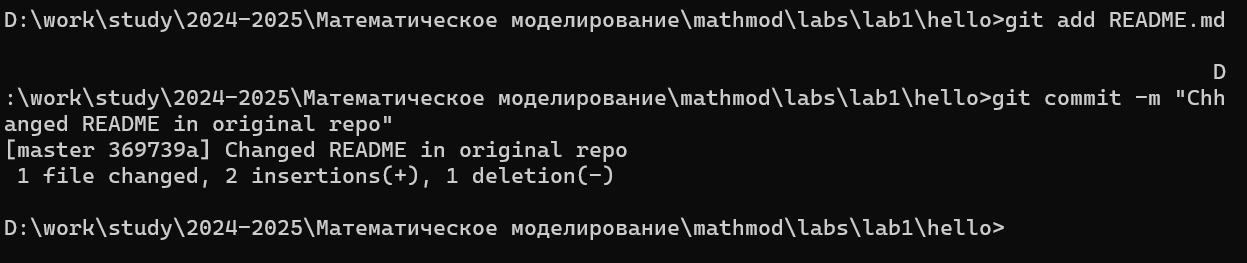 D:\work\study\2024-2025\Математическое моделирование\mathmod\labs\lab1\hello>git add README.md
D
:\work\study\2024-2025\Математическое моделирование\mathmod\labs\lab1\hello>git commit -m "Chh
anged README in original repo"
[master 369739a] Changed README in original repo
1 file changed, 2 insertions(+), 1 deletion(-)
D:\work\study\2024-2025\Математическое моделирование\mathmod\labs\lab1\hello>